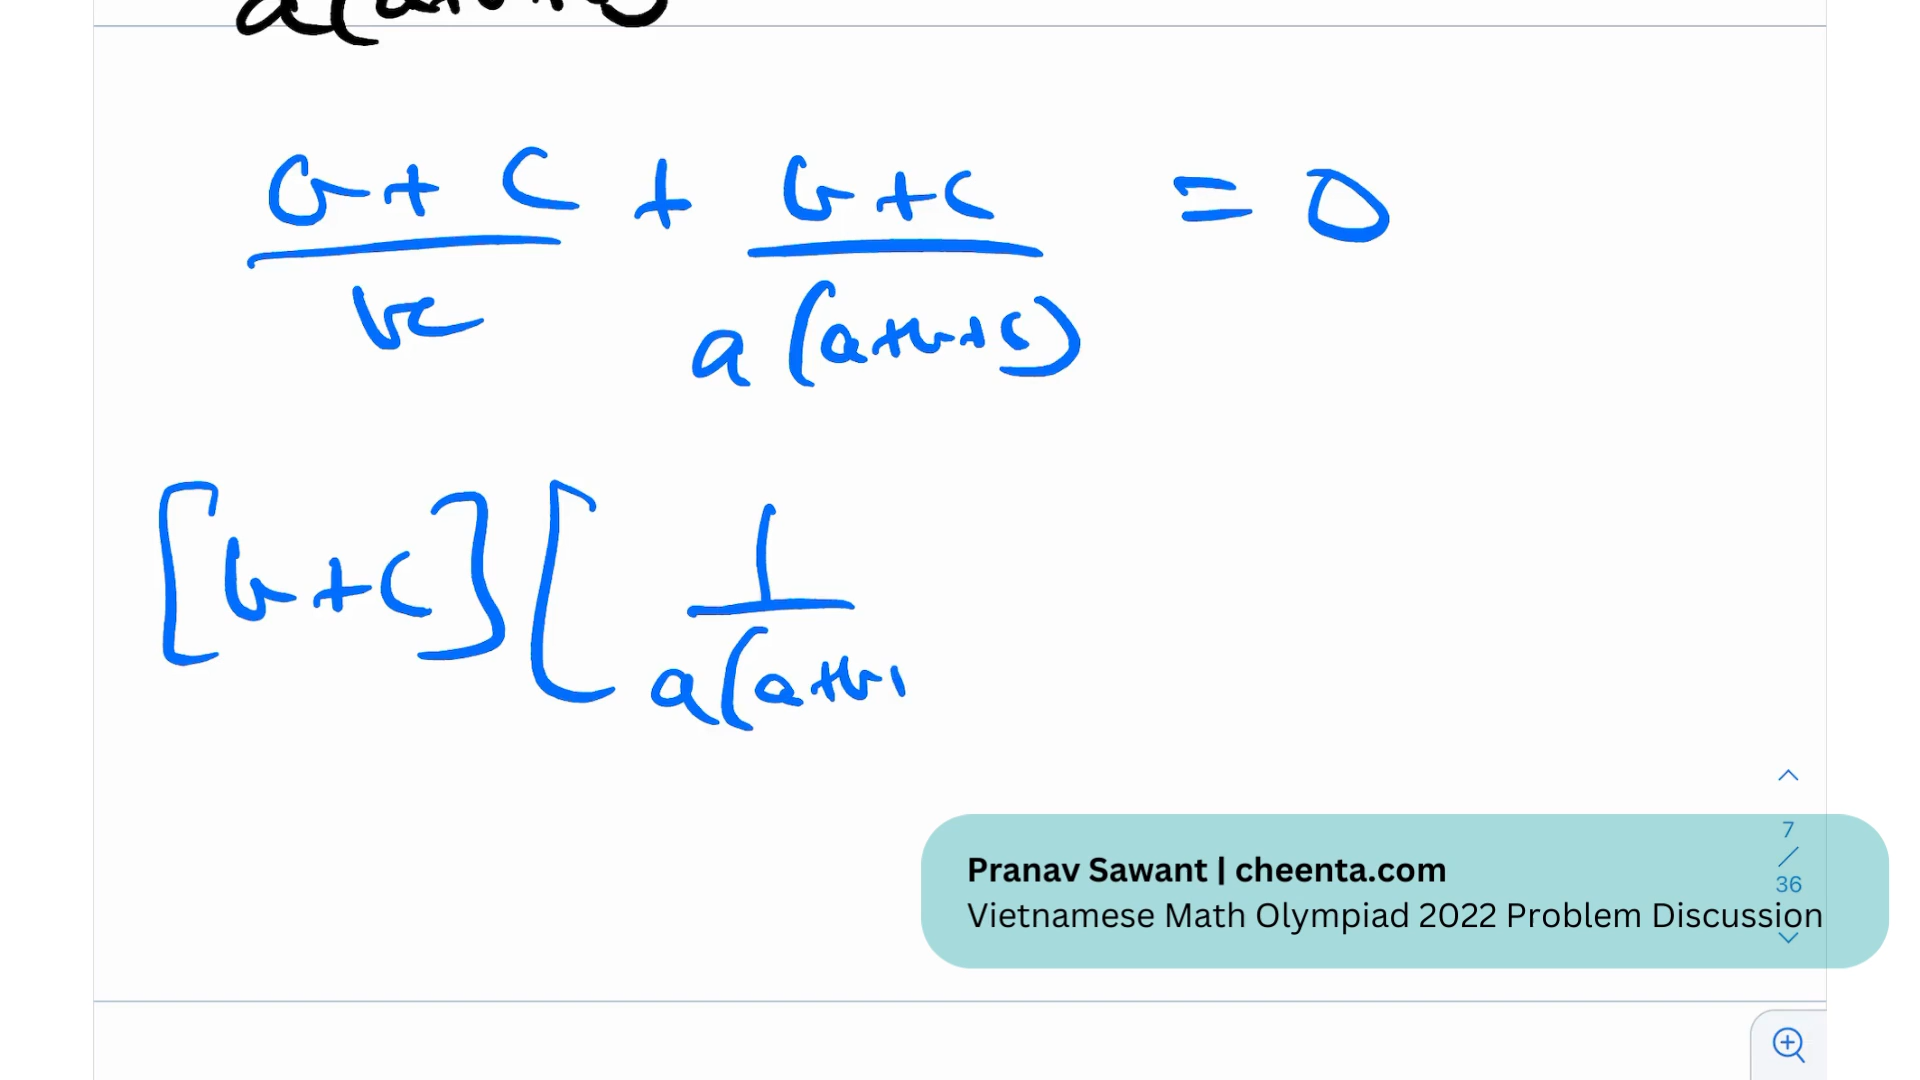 a(a+b+c)
b+c + b+c = 0
bc a(a+b+c)
[b+c] [ 1
a(a+b+
7
/
36
Pranav Sawant | cheenta.com
Vietnamese Math Olympiad 2022 Problem Discussion